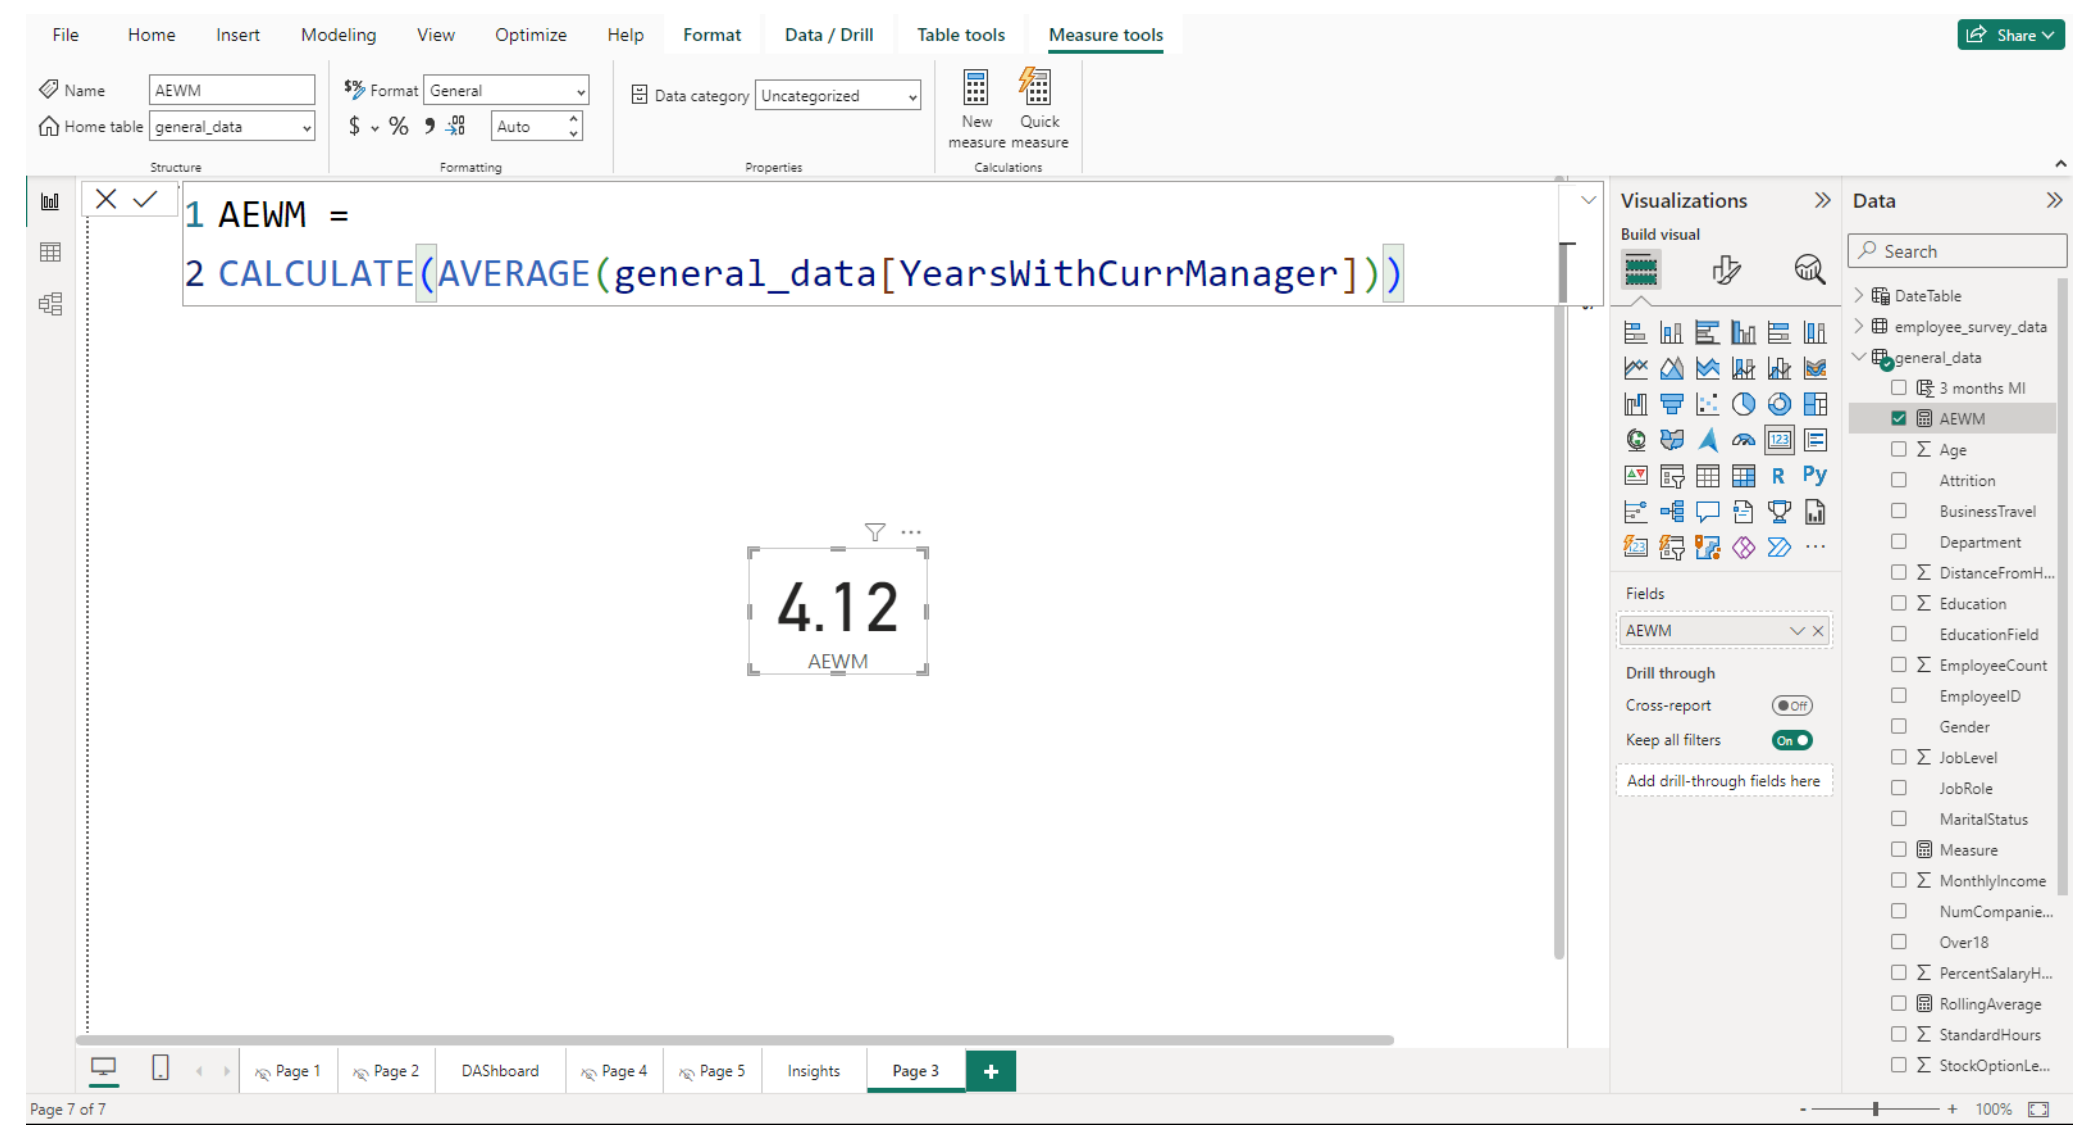 File Home Insert Modeling View Optimize Help Format Data / Drill Table tools Measure tools Share
Name AEWM
Home table general_data
Structure
$% Format General
$ % 9 .00 Auto
Formatting
Data category Uncategorized
Properties
New measure
Quick measure
Calculations
1 AEWM =
2 CALCULATE(AVERAGE(general_data[YearsWithCurrManager]))
4.12
AEWM
Visualizations
Build visual
123
R Py
123
Fields
AEWM
Drill through
Cross-report Off
Keep all filters On
Add drill-through fields here
Data
Search
DateTable
employee_survey_data
general_data
3 months MI
AEWM
Age
Attrition
BusinessTravel
Department
DistanceFromH...
Education
EducationField
EmployeeCount
EmployeeID
Gender
JobLevel
JobRole
MaritalStatus
Measure
MonthlyIncome
NumCompanie...
Over18
PercentSalaryH...
RollingAverage
StandardHours
StockOptionLe...
Page 1 Page 2 DAShboard Page 4 Page 5 Insights Page 3 +
Page 7 of 7
- + 100%